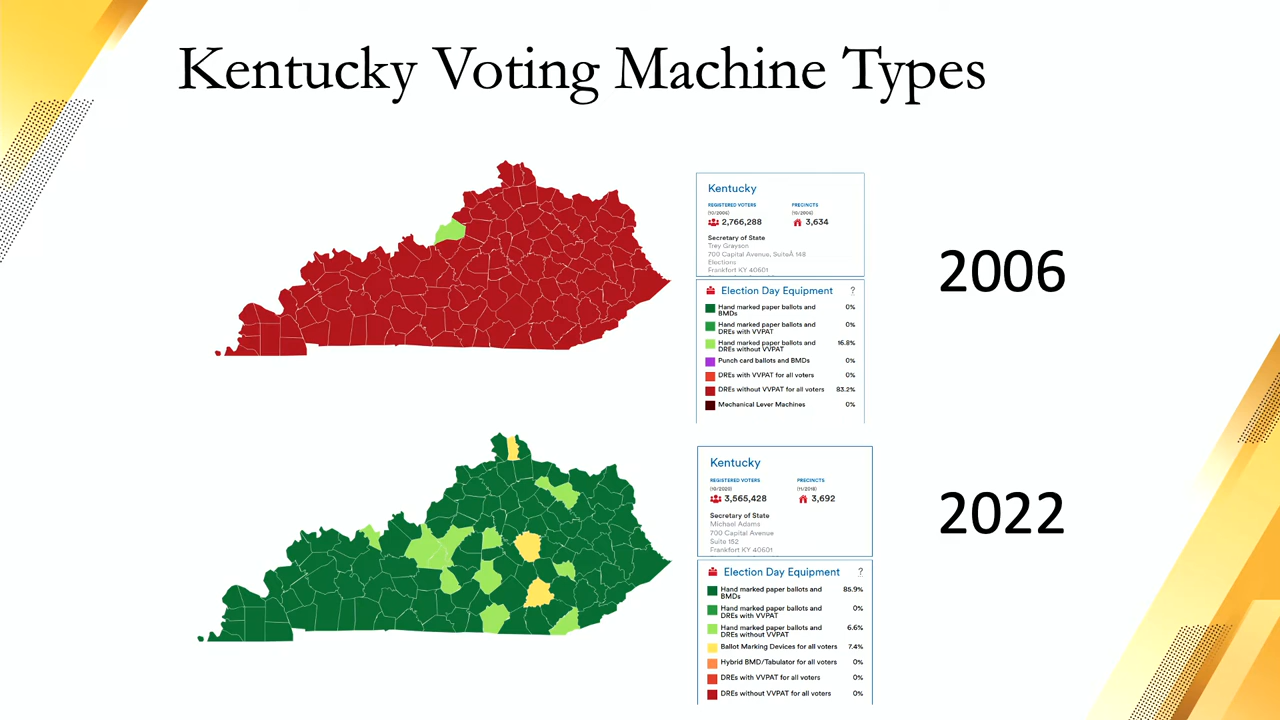 Kentucky Voting Machine Types
Kentucky
REGISTERED VOTERS PRECINCTS
(10/2006) (10/2006)
2,766,288 3,634
Secretary of State
Trey Grayson
700 Capital Avenue, SuiteÂ 148
Elections
Frankfort KY 40601
2006
Election Day Equipment ?
Hand marked paper ballots and 0%
BMDs
Hand marked paper ballots and 0%
DREs with VVPAT
Hand marked paper ballots and 16.8%
DREs without VVPAT
Punch card ballots and BMDs 0%
DREs with VVPAT for all voters 0%
DREs without VVPAT for all voters 83.2%
Mechanical Lever Machines 0%
Kentucky
REGISTERED VOTERS PRECINCTS
(10/2020) (11/2018)
3,565,428 3,692
Secretary of State
Michael Adams
700 Capital Avenue
Suite 152
Frankfort KY 40601
2022
Election Day Equipment ?
Hand marked paper ballots and 85.9%
BMDs
Hand marked paper ballots and 0%
DREs with VVPAT
Hand marked paper ballots and 6.6%
DREs without VVPAT
Ballot Marking Devices for all voters 7.4%
Hybrid BMD/Tabulator for all voters 0%
DREs with VVPAT for all voters 0%
DREs without VVPAT for all voters 0%